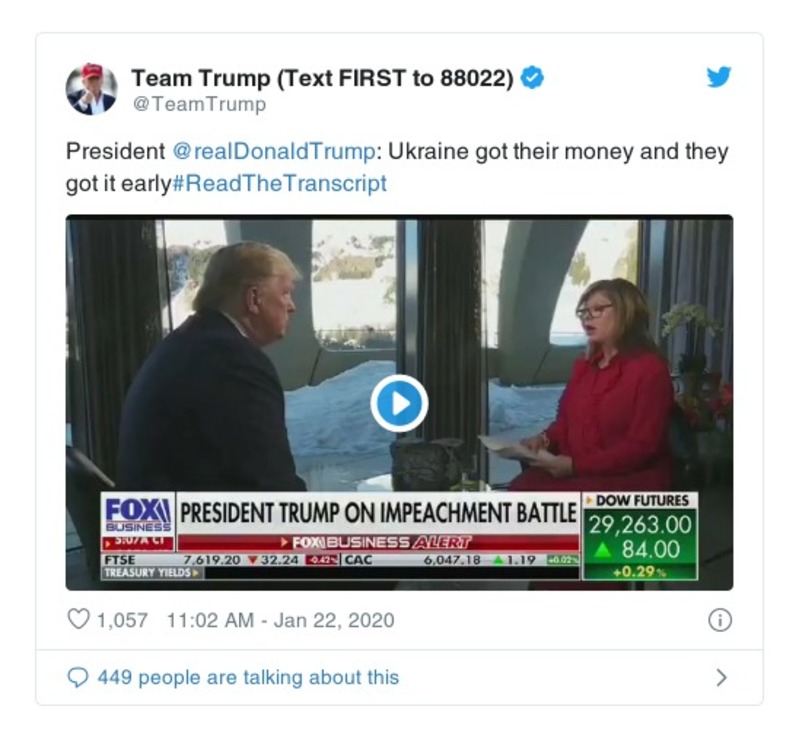 Team Trump (Text FIRST to 88022)
@TeamTrump
President @realDonaldTrump: Ukraine got their money and they
got it early#ReadTheTranscript
FOX
BUSINESS
PRESIDENT TRUMP ON IMPEACHMENT BATTLE
DOW FUTURES
29,263.00
84.00
+0.29%
5:07A CT
FOX BUSINESS ALERT
FTSE 7,619.20 32.24 -0.42% CAC 6,047.18 1.19 +0.02%
TREASURY YIELDS
1,057 11:02 AM - Jan 22, 2020
449 people are talking about this